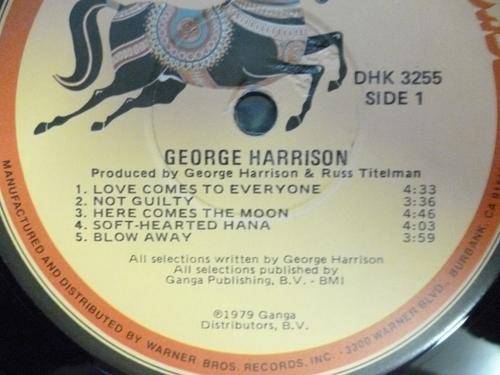 DHK 3255
SIDE 1
GEORGE HARRISON
Produced by George Harrison & Russ Titelman
1. LOVE COMES TO EVERYONE 4:33
2. NOT GUILTY 3:36
3. HERE COMES THE MOON 4:46
4. SOFT-HEARTED HANA 4:03
5. BLOW AWAY 3:59
All selections written by George Harrison
All selections published by
Ganga Publishing, B.V. - BMI
℗1979 Ganga
Distributors, B.V.
MANUFACTURED AND DISTRIBUTED BY WARNER BROS. RECORDS, INC. · 3300 WARNER BLVD., BURBANK, CA